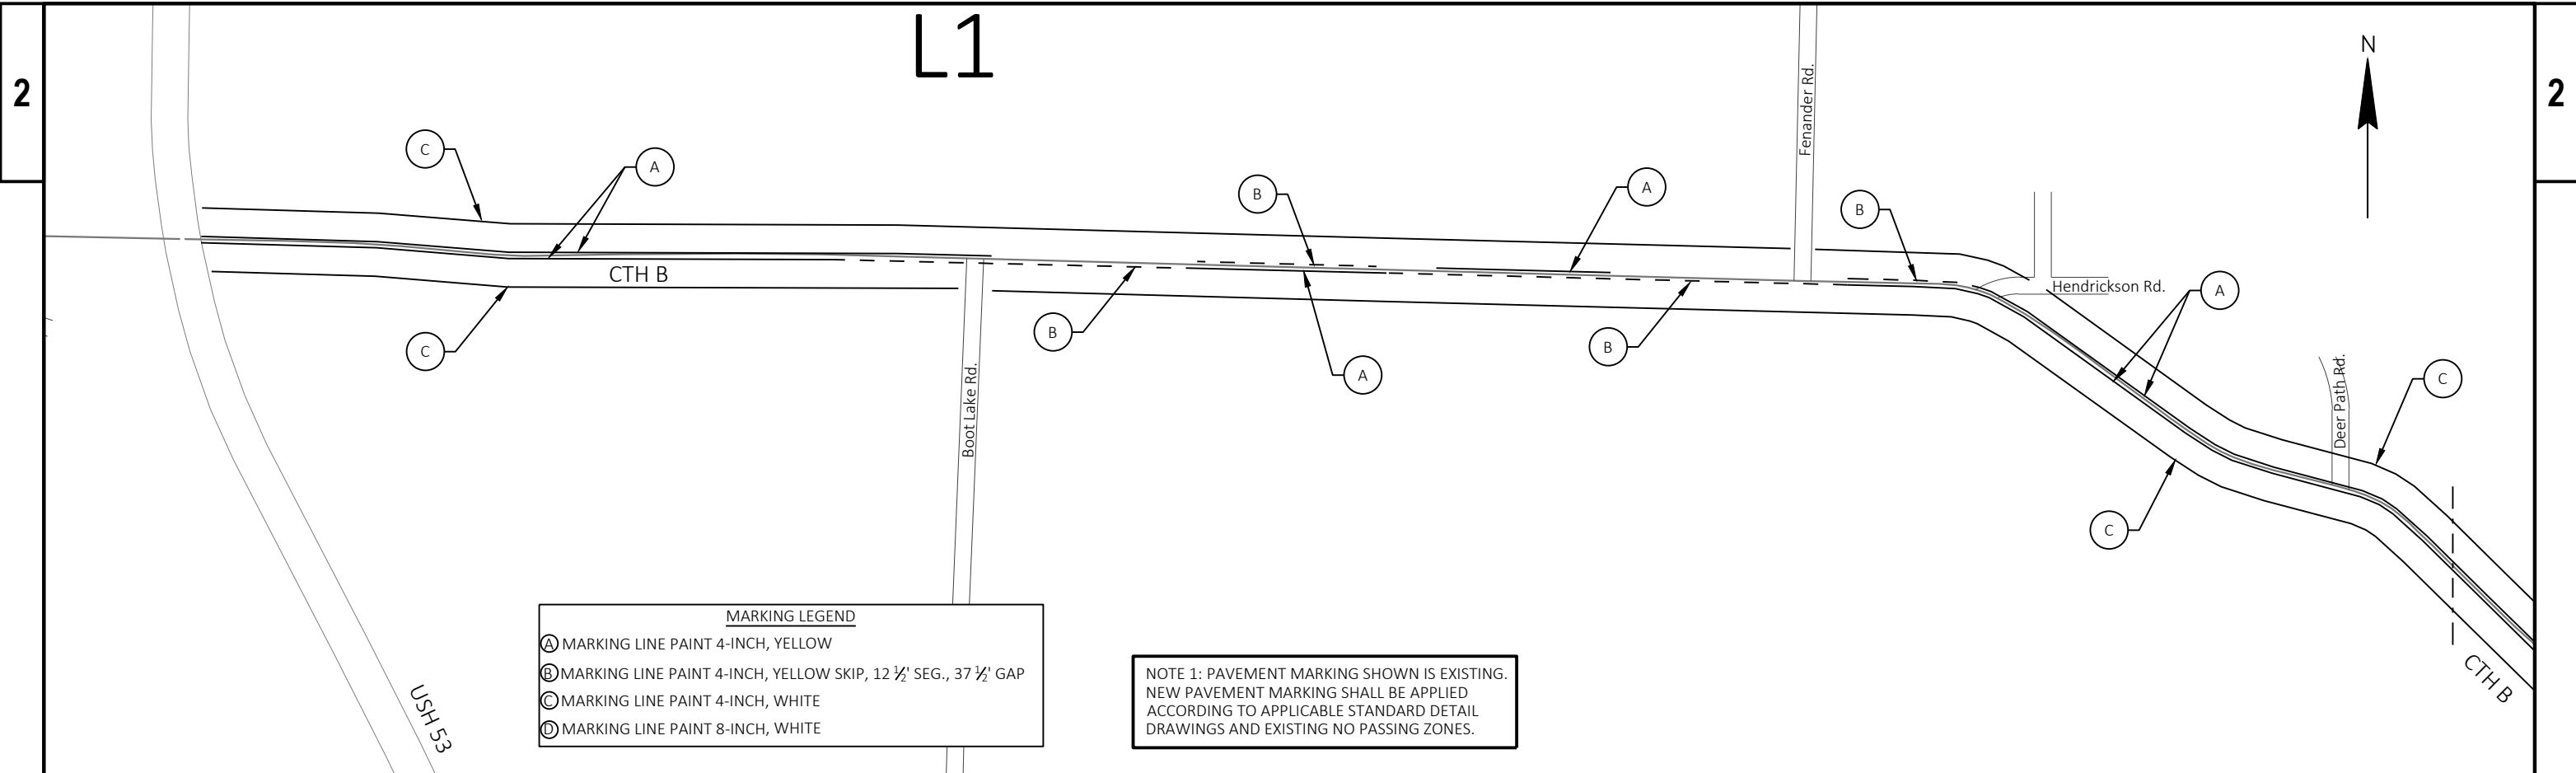 L1
2
2
N
Fenander Rd.
C
A
B
A
B
CTH B
Hendrickson Rd.
A
B
B
C
A
Boot Lake Rd.
Deer Path Rd.
C
C
MARKING LEGEND
A MARKING LINE PAINT 4-INCH, YELLOW
B MARKING LINE PAINT 4-INCH, YELLOW SKIP, 12 ½' SEG., 37 ½' GAP
C MARKING LINE PAINT 4-INCH, WHITE
D MARKING LINE PAINT 8-INCH, WHITE
NOTE 1: PAVEMENT MARKING SHOWN IS EXISTING.
NEW PAVEMENT MARKING SHALL BE APPLIED
ACCORDING TO APPLICABLE STANDARD DETAIL
DRAWINGS AND EXISTING NO PASSING ZONES.
USH 53
CTH B